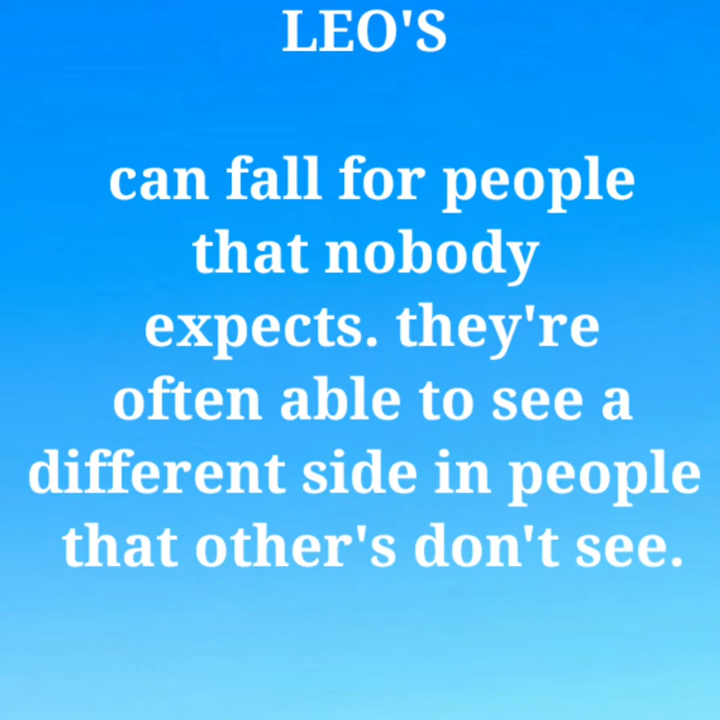 LEO'S
can fall for people
that nobody
expects. they're
often able to see a
different side in people
that other's don't see.